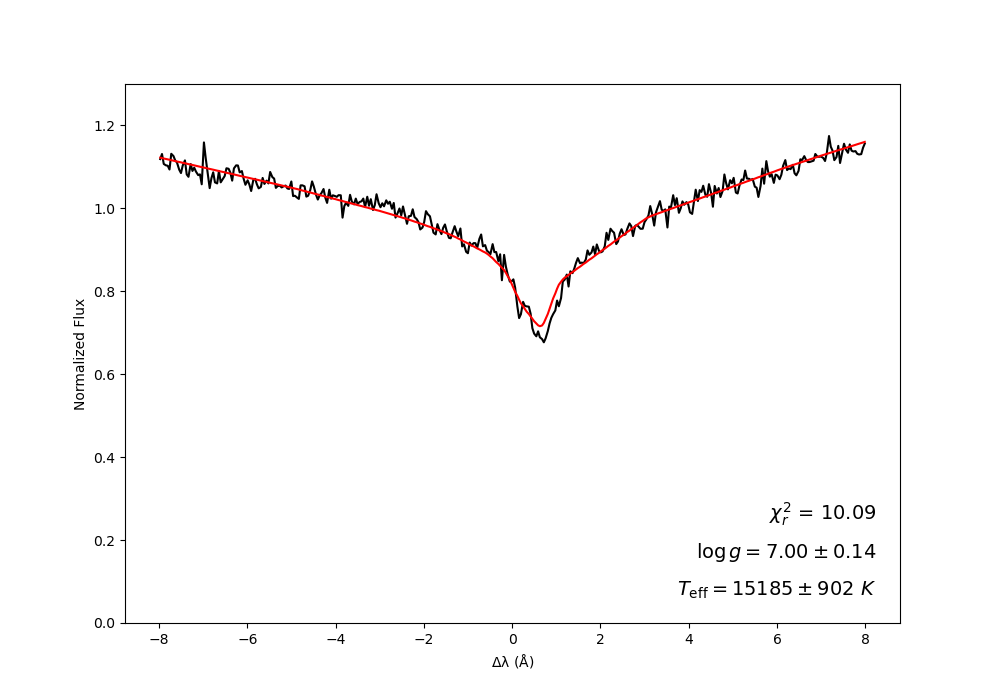 1.2
1.0
0.8
0.6
0.4
0.2
0.0
Normalized Flux
χ²ᵣ = 10.09
log g = 7.00 ± 0.14
T_eff = 15185 ± 902 K
−8 −6 −4 −2 0 2 4 6 8
Δλ (Å)